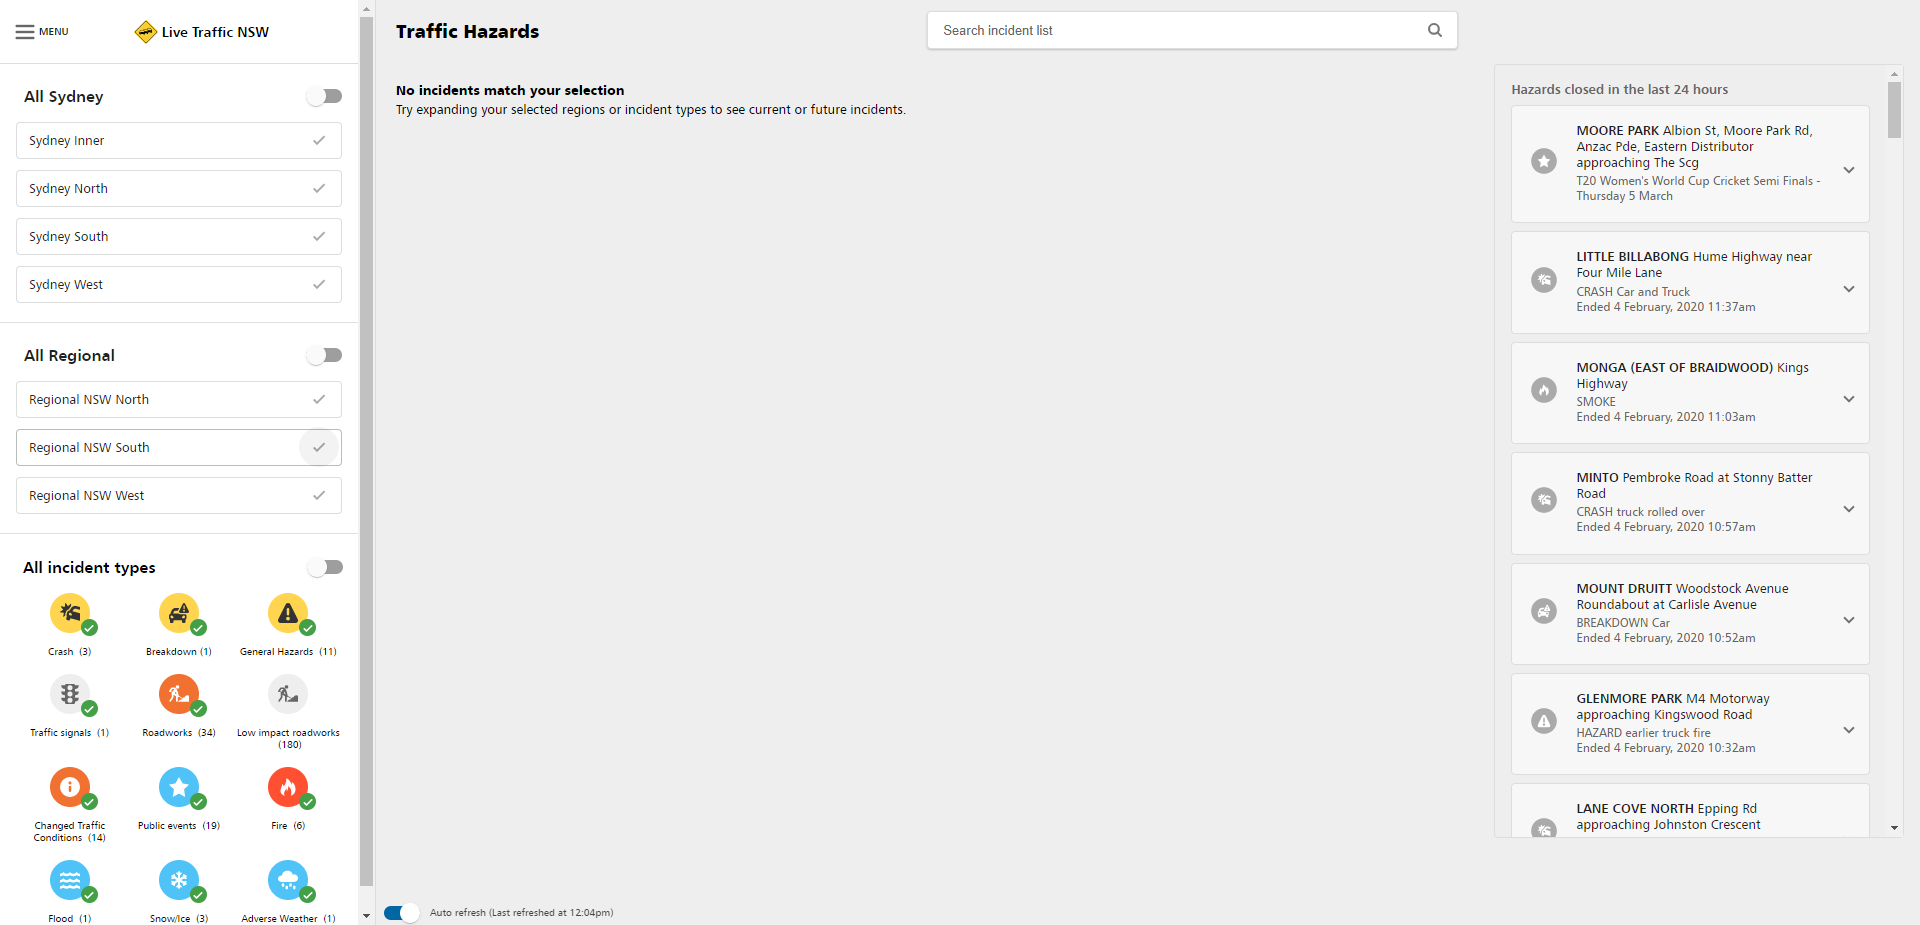 MENU
Live Traffic NSW
All Sydney
Sydney Inner
Sydney North
Sydney South
Sydney West
All Regional
Regional NSW North
Regional NSW South
Regional NSW West
All incident types
Crash (3)
Breakdown (1)
General Hazards (11)
Traffic signals (1)
Roadworks (34)
Low impact roadworks
(180)
Changed Traffic
Conditions (14)
Public events (19)
Fire (6)
Flood (1)
Snow/Ice (3)
Adverse Weather (1)
Traffic Hazards
Search incident list
No incidents match your selection
Try expanding your selected regions or incident types to see current or future incidents.
Auto refresh (Last refreshed at 12:04pm)
Hazards closed in the last 24 hours
MOORE PARK Albion St, Moore Park Rd,
Anzac Pde, Eastern Distributor
approaching The Scg
T20 Women's World Cup Cricket Semi Finals -
Thursday 5 March
LITTLE BILLABONG Hume Highway near
Four Mile Lane
CRASH Car and Truck
Ended 4 February, 2020 11:37am
MONGA (EAST OF BRAIDWOOD) Kings
Highway
SMOKE
Ended 4 February, 2020 11:03am
MINTO Pembroke Road at Stonny Batter
Road
CRASH truck rolled over
Ended 4 February, 2020 10:57am
MOUNT DRUITT Woodstock Avenue
Roundabout at Carlisle Avenue
BREAKDOWN Car
Ended 4 February, 2020 10:52am
GLENMORE PARK M4 Motorway
approaching Kingswood Road
HAZARD earlier truck fire
Ended 4 February, 2020 10:32am
LANE COVE NORTH Epping Rd
approaching Johnston Crescent